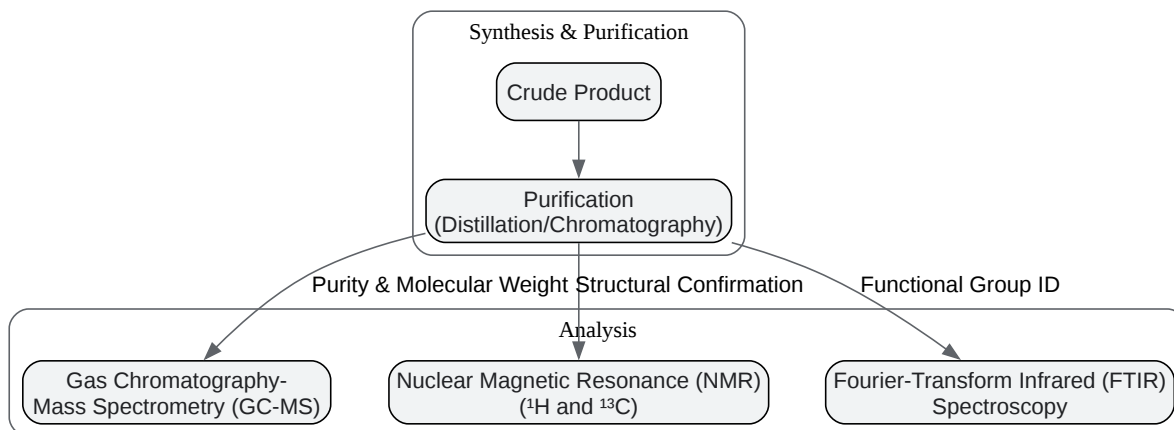 Synthesis & Purification
Crude Product
Purification
(Distillation/Chromatography)
Purity & Molecular Weight
Structural Confirmation
Functional Group ID
Analysis
Gas Chromatography-
Mass Spectrometry (GC-MS)
Nuclear Magnetic Resonance (NMR)
(¹H and ¹³C)
Fourier-Transform Infrared (FTIR)
Spectroscopy